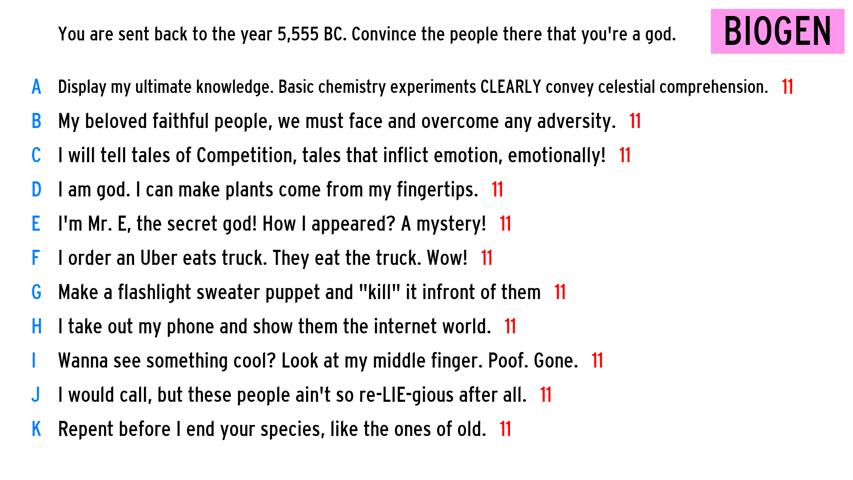 You are sent back to the year 5,555 BC. Convince the people there that you're a god.
BIOGEN
A Display my ultimate knowledge. Basic chemistry experiments CLEARLY convey celestial comprehension. 11
B My beloved faithful people, we must face and overcome any adversity. 11
C I will tell tales of Competition, tales that inflict emotion, emotionally! 11
D I am god. I can make plants come from my fingertips. 11
E I'm Mr. E, the secret god! How I appeared? A mystery! 11
F I order an Uber eats truck. They eat the truck. Wow! 11
G Make a flashlight sweater puppet and "kill" it infront of them 11
H I take out my phone and show them the internet world. 11
I Wanna see something cool? Look at my middle finger. Poof. Gone. 11
J I would call, but these people ain't so re-LIE-gious after all. 11
K Repent before I end your species, like the ones of old. 11